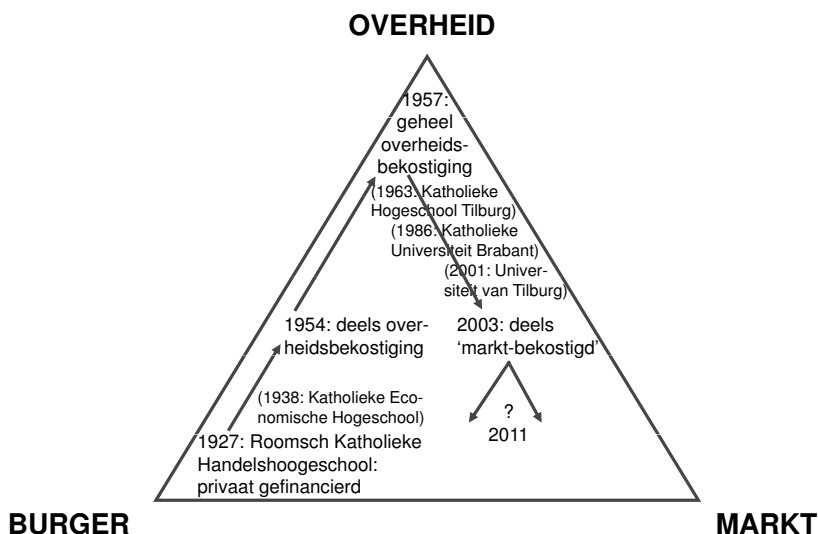 OVERHEID
1957:
geheel
overheids-
bekostiging
(1963: Katholieke
Hogeschool Tilburg)
(1986: Katholieke
Universiteit Brabant)
(2001: Univer-
siteit van Tilburg)
1954: deels over-
heidsbekostiging
2003: deels
‘markt-bekostigd’
(1938: Katholieke Eco-
nomische Hogeschool)
?
2011
1927: Roomsch Katholieke
Handelshoogeschool:
privaat gefinancierd
BURGER
MARKT